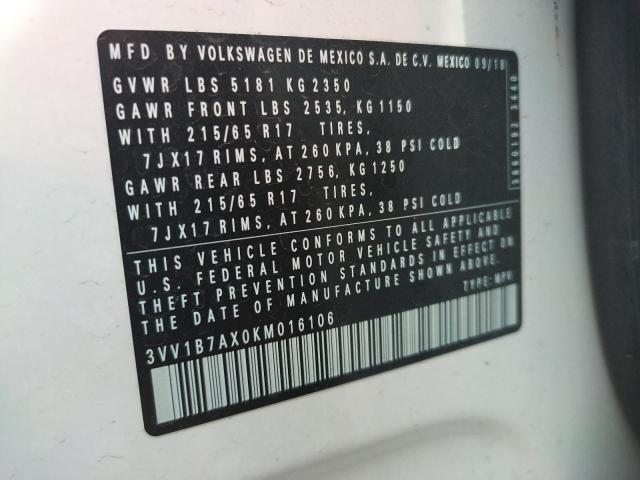 MFD BY VOLKSWAGEN DE MEXICO S.A. DE C.V. MEXICO 09/18
GVWR LBS 5181 KG 2350
GAWR FRONT LBS 2535, KG 1150
WITH 215/65 R17 TIRES,
7JX17 RIMS, AT 260 KPA, 38 PSI COLD
GAWR REAR LBS 2756, KG 1250
WITH 215/65 R17 TIRES,
7JX17 RIMS, AT 260 KPA, 38 PSI COLD
THIS VEHICLE CONFORMS TO ALL APPLICABLE
U.S. FEDERAL MOTOR VEHICLE SAFETY AND
THEFT PREVENTION STANDARDS IN EFFECT ON
THE DATE OF MANUFACTURE SHOWN ABOVE.
TYPE: MPV
3VV1B7AX0KM016106